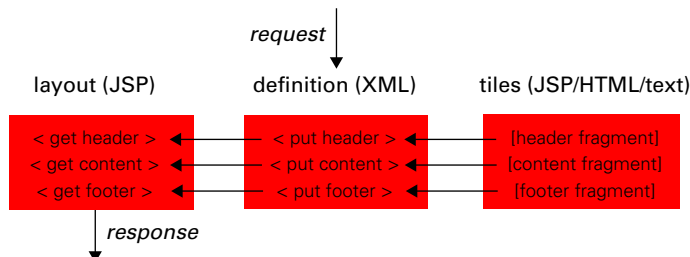 request
layout (JSP) definition (XML) tiles (JSP/HTML/text)
< get header > < put header > [header fragment]
< get content > < put content > [content fragment]
< get footer > < put footer > [footer fragment]
response